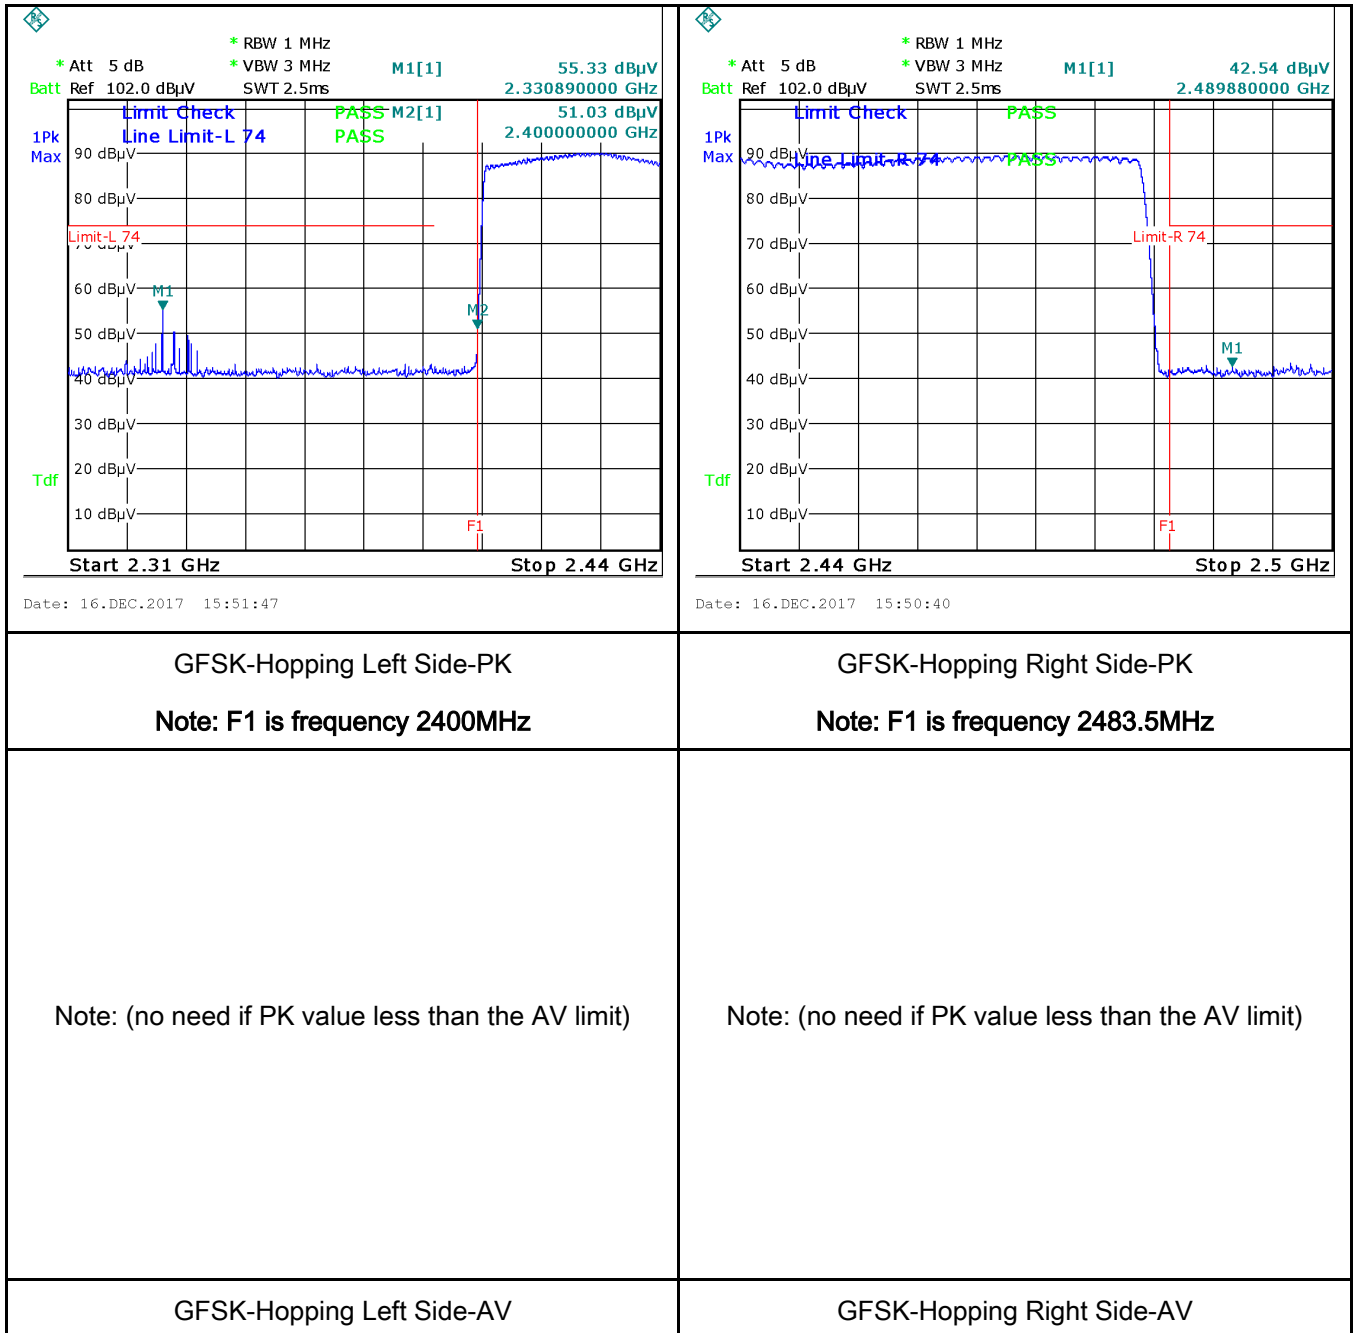 * RBW 1 MHz
* Att 5 dB * VBW 3 MHz M1[1] 55.33 dBµV
Batt Ref 102.0 dBµV SWT 2.5ms 2.330890000 GHz
Limit Check PASS M2[1] 51.03 dBµV
1Pk Line Limit-L 74 PASS 2.400000000 GHz
Max 90 dBµV
80 dBµV
Limit-L 74
70 dBµV
60 dBµV M1
M2
50 dBµV
40 dBµV
30 dBµV
20 dBµV
Tdf
10 dBµV
F1
Start 2.31 GHz Stop 2.44 GHz
Date: 16.DEC.2017 15:51:47
* RBW 1 MHz
* Att 5 dB * VBW 3 MHz M1[1] 42.54 dBµV
Batt Ref 102.0 dBµV SWT 2.5ms 2.489880000 GHz
Limit Check PASS
1Pk
Max 90 dBµV Line Limit-R 74 PASS
80 dBµV
70 dBµV Limit-R 74
60 dBµV
50 dBµV
M1
40 dBµV
30 dBµV
20 dBµV
Tdf
10 dBµV
F1
Start 2.44 GHz Stop 2.5 GHz
Date: 16.DEC.2017 15:50:40
GFSK-Hopping Left Side-PK
Note: F1 is frequency 2400MHz
GFSK-Hopping Right Side-PK
Note: F1 is frequency 2483.5MHz
Note: (no need if PK value less than the AV limit)
Note: (no need if PK value less than the AV limit)
GFSK-Hopping Left Side-AV
GFSK-Hopping Right Side-AV